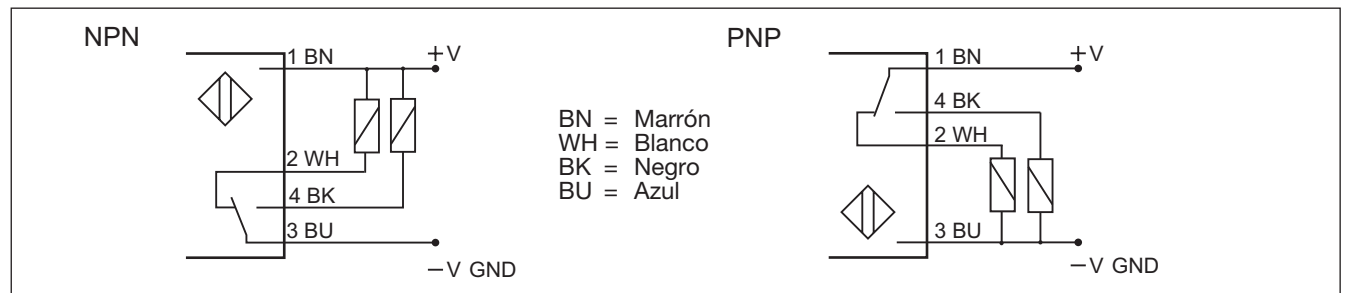 NPN
1 BN
+V
2 WH
4 BK
3 BU
−V GND
BN = Marrón
WH = Blanco
BK = Negro
BU = Azul
PNP
1 BN
+V
4 BK
2 WH
3 BU
−V GND